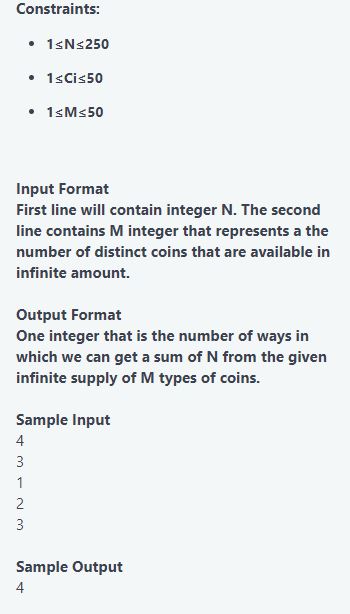 Constraints:
• 1≤N≤250
• 1≤Ci≤50
• 1≤M≤50
Input Format
First line will contain integer N. The second
line contains M integer that represents a the
number of distinct coins that are available in
infinite amount.
Output Format
One integer that is the number of ways in
which we can get a sum of N from the given
infinite supply of M types of coins.
Sample Input
4
3
1
2
3
Sample Output
4